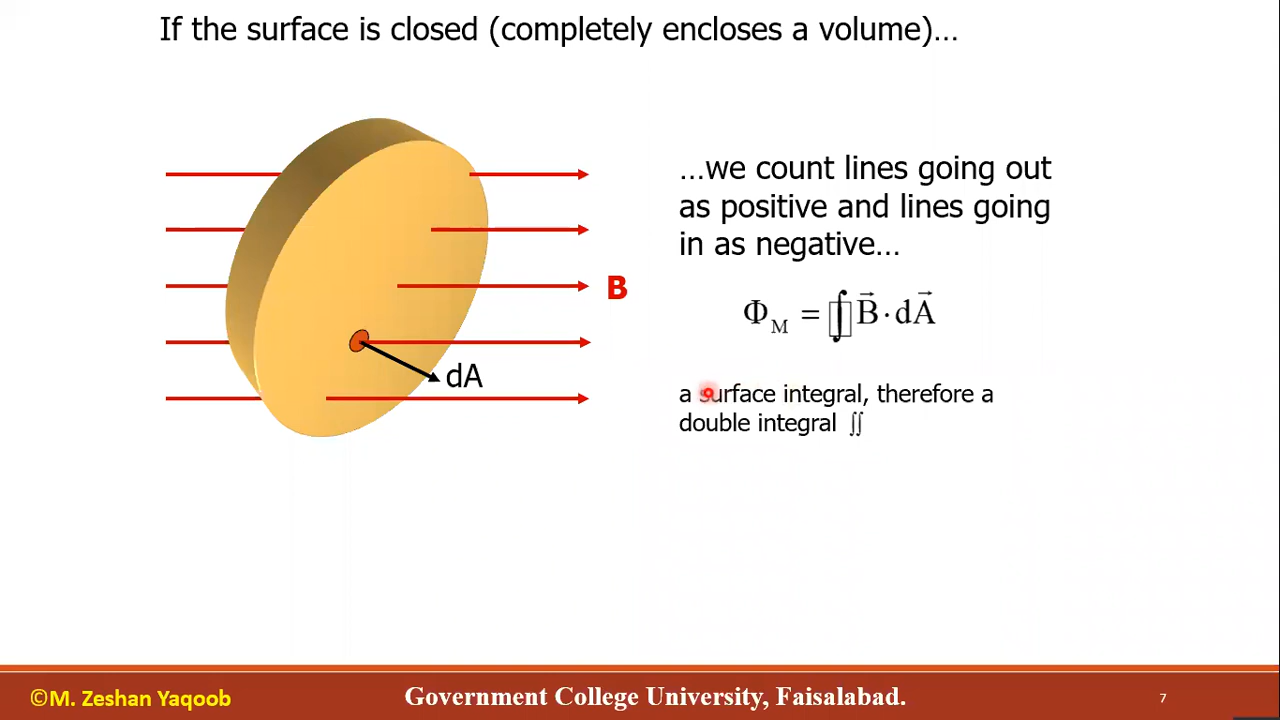 If the surface is closed (completely encloses a volume)…
…we count lines going out
as positive and lines going
in as negative…
B
Φ_M = ∯ B⃗ · dA⃗
dA
a surface integral, therefore a
double integral ∬
©M. Zeshan Yaqoob
Government College University, Faisalabad.
7